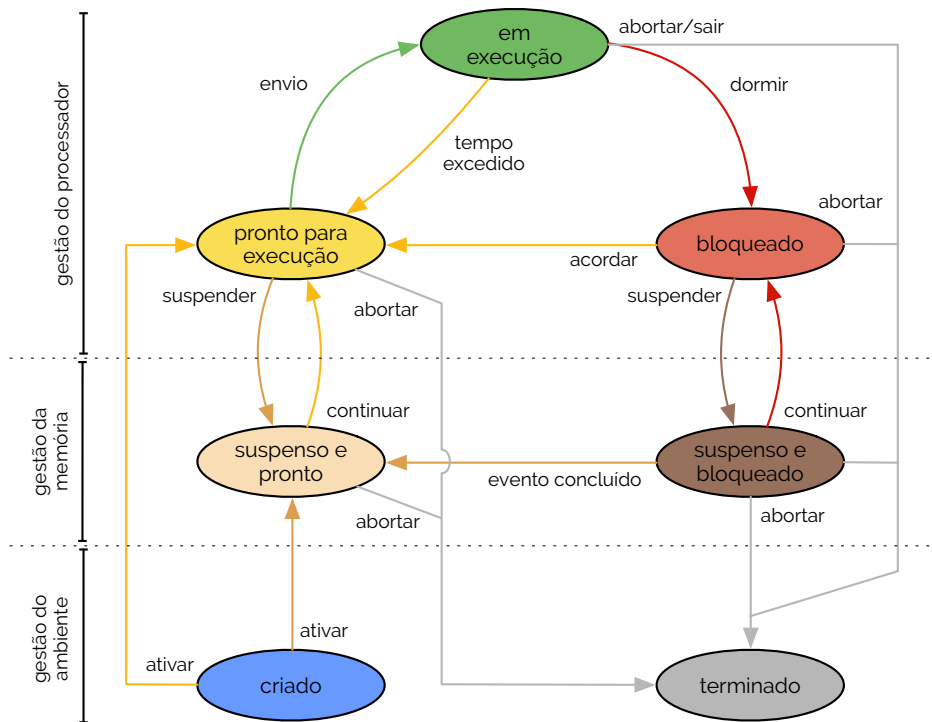 gestão do processador
em
execução
abortar/sair
envio
dormir
tempo
excedido
pronto para
execução
bloqueado
abortar
acordar
suspender
abortar
suspender
gestão da
memória
continuar
continuar
suspenso e
pronto
suspenso e
bloqueado
evento concluído
abortar
abortar
gestão do
ambiente
ativar
ativar
criado
terminado